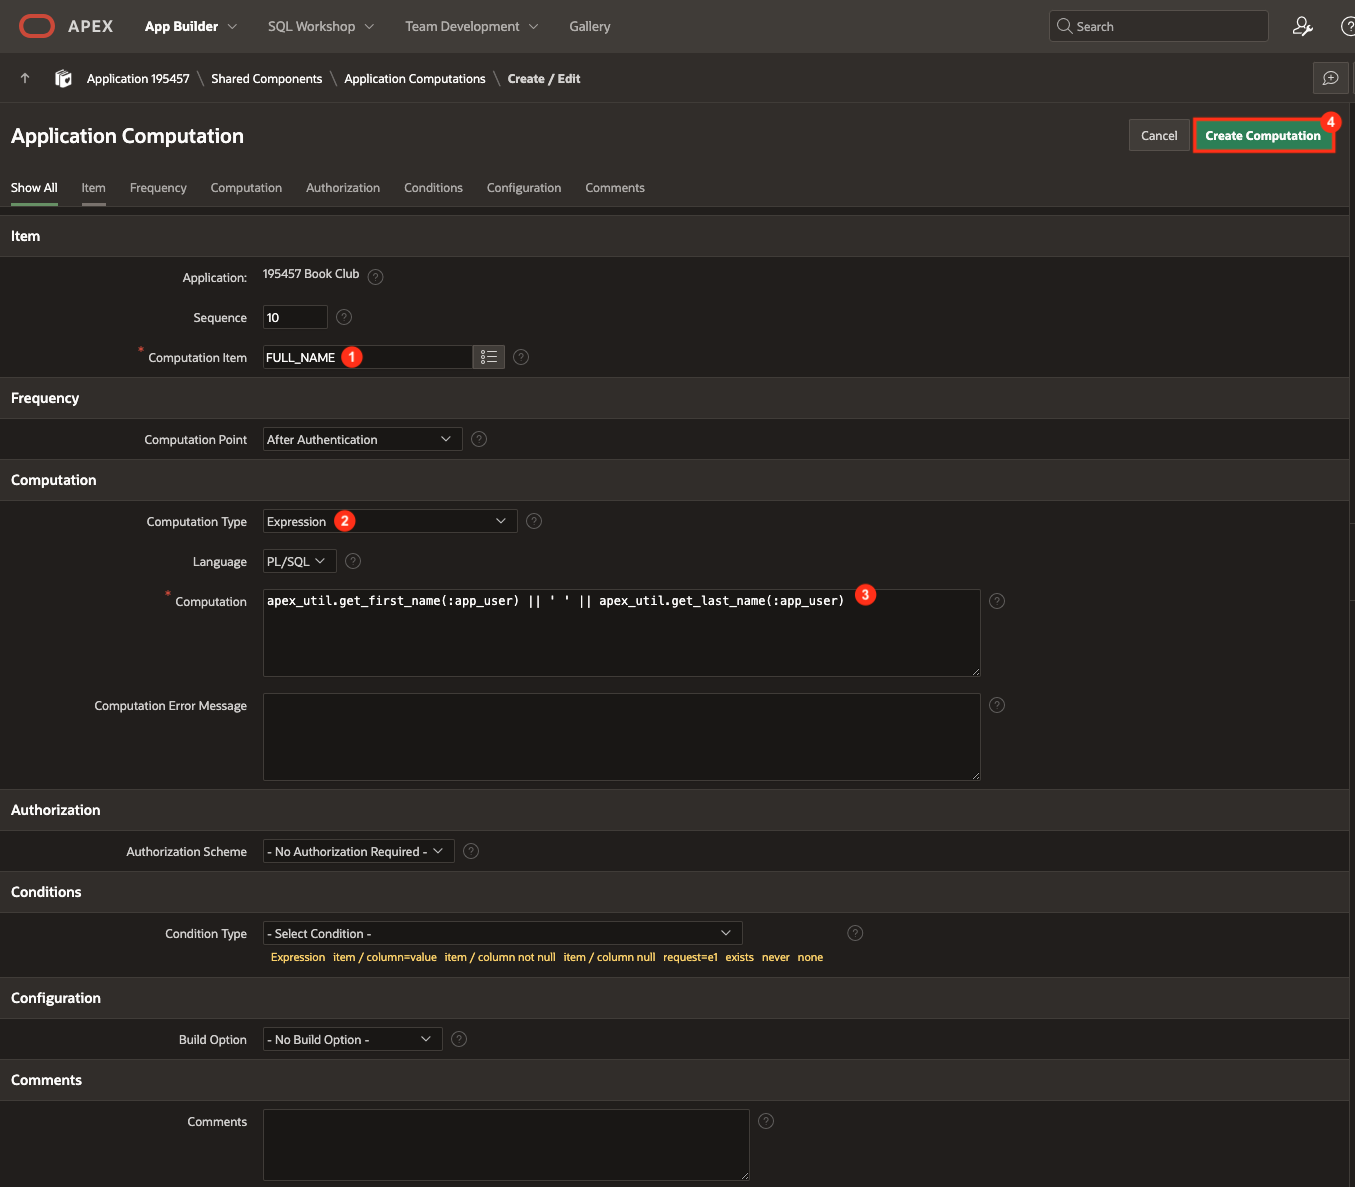 APEX App Builder SQL Workshop Team Development Gallery Search
Application 195457 \ Shared Components \ Application Computations \ Create / Edit
Application Computation Cancel Create Computation 4
Show All Item Frequency Computation Authorization Conditions Configuration Comments
Item
Application: 195457 Book Club ?
Sequence 10 ?
* Computation Item FULL_NAME 1 ?
Frequency
Computation Point After Authentication ?
Computation
Computation Type Expression 2 ?
Language PL/SQL ?
* Computation apex_util.get_first_name(:app_user) || ' ' || apex_util.get_last_name(:app_user) 3 ?
Computation Error Message ?
Authorization
Authorization Scheme - No Authorization Required - ?
Conditions
Condition Type - Select Condition - ?
Expression item / column=value item / column not null item / column null request=e1 exists never none
Configuration
Build Option - No Build Option - ?
Comments
Comments ?